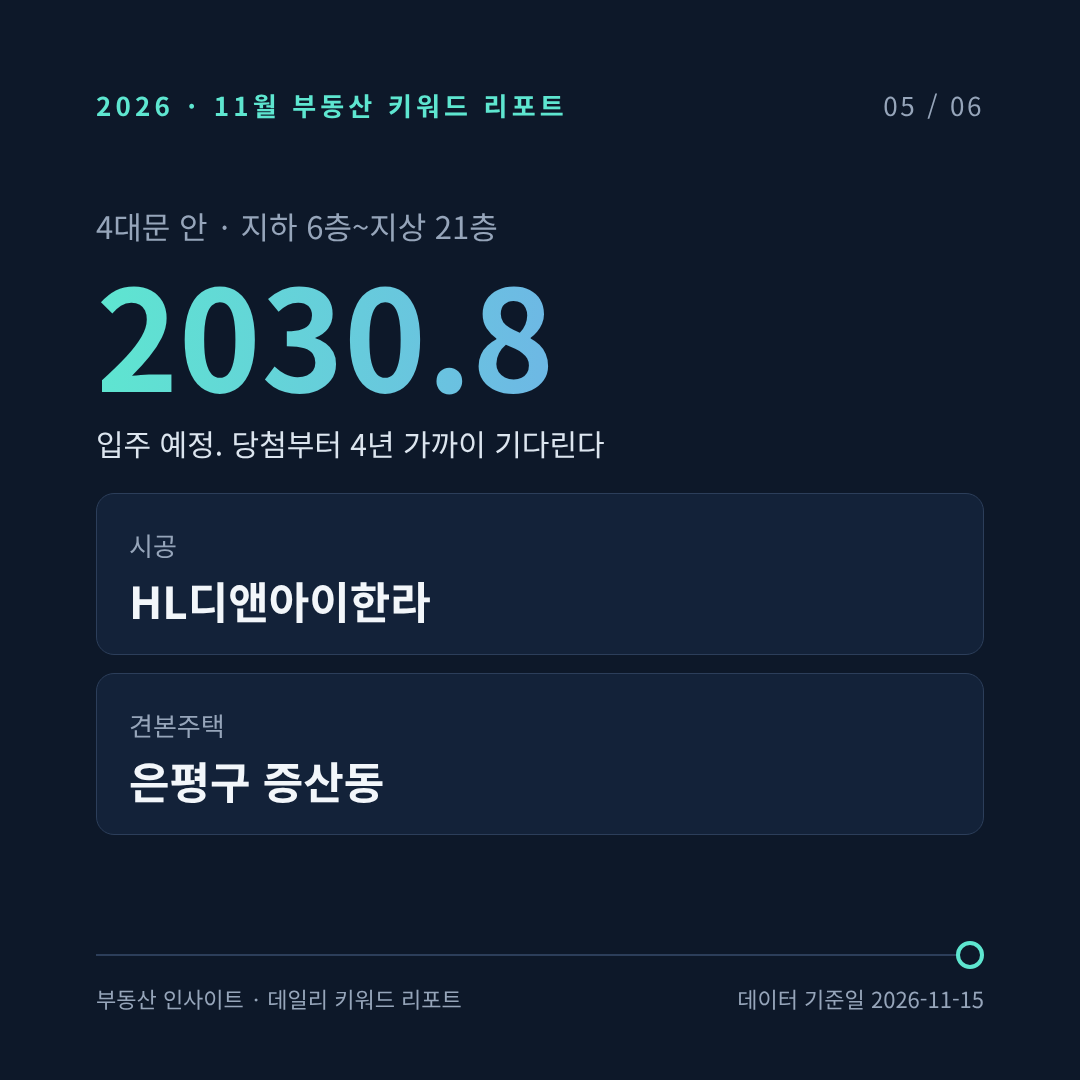 2026 · 11월 부동산 키워드 리포트
05 / 06
4대문 안 · 지하 6층~지상 21층
2030.8
입주 예정. 당첨부터 4년 가까이 기다린다
시공
HL디앤아이한라
견본주택
은평구 증산동
부동산 인사이트 · 데일리 키워드 리포트
데이터 기준일 2026-11-15